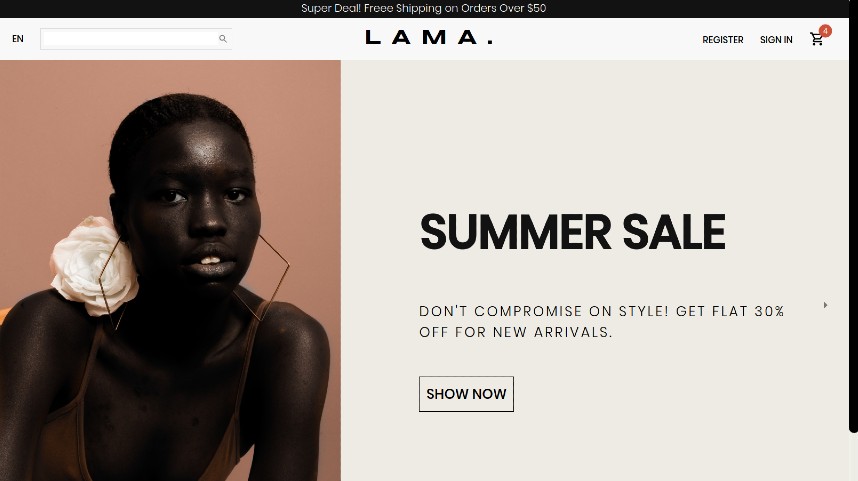 Super Deal! Freee Shipping on Orders Over $50
EN
LAMA.
REGISTER
SIGN IN
4
SUMMER SALE
DON'T COMPROMISE ON STYLE! GET FLAT 30%
OFF FOR NEW ARRIVALS.
SHOW NOW